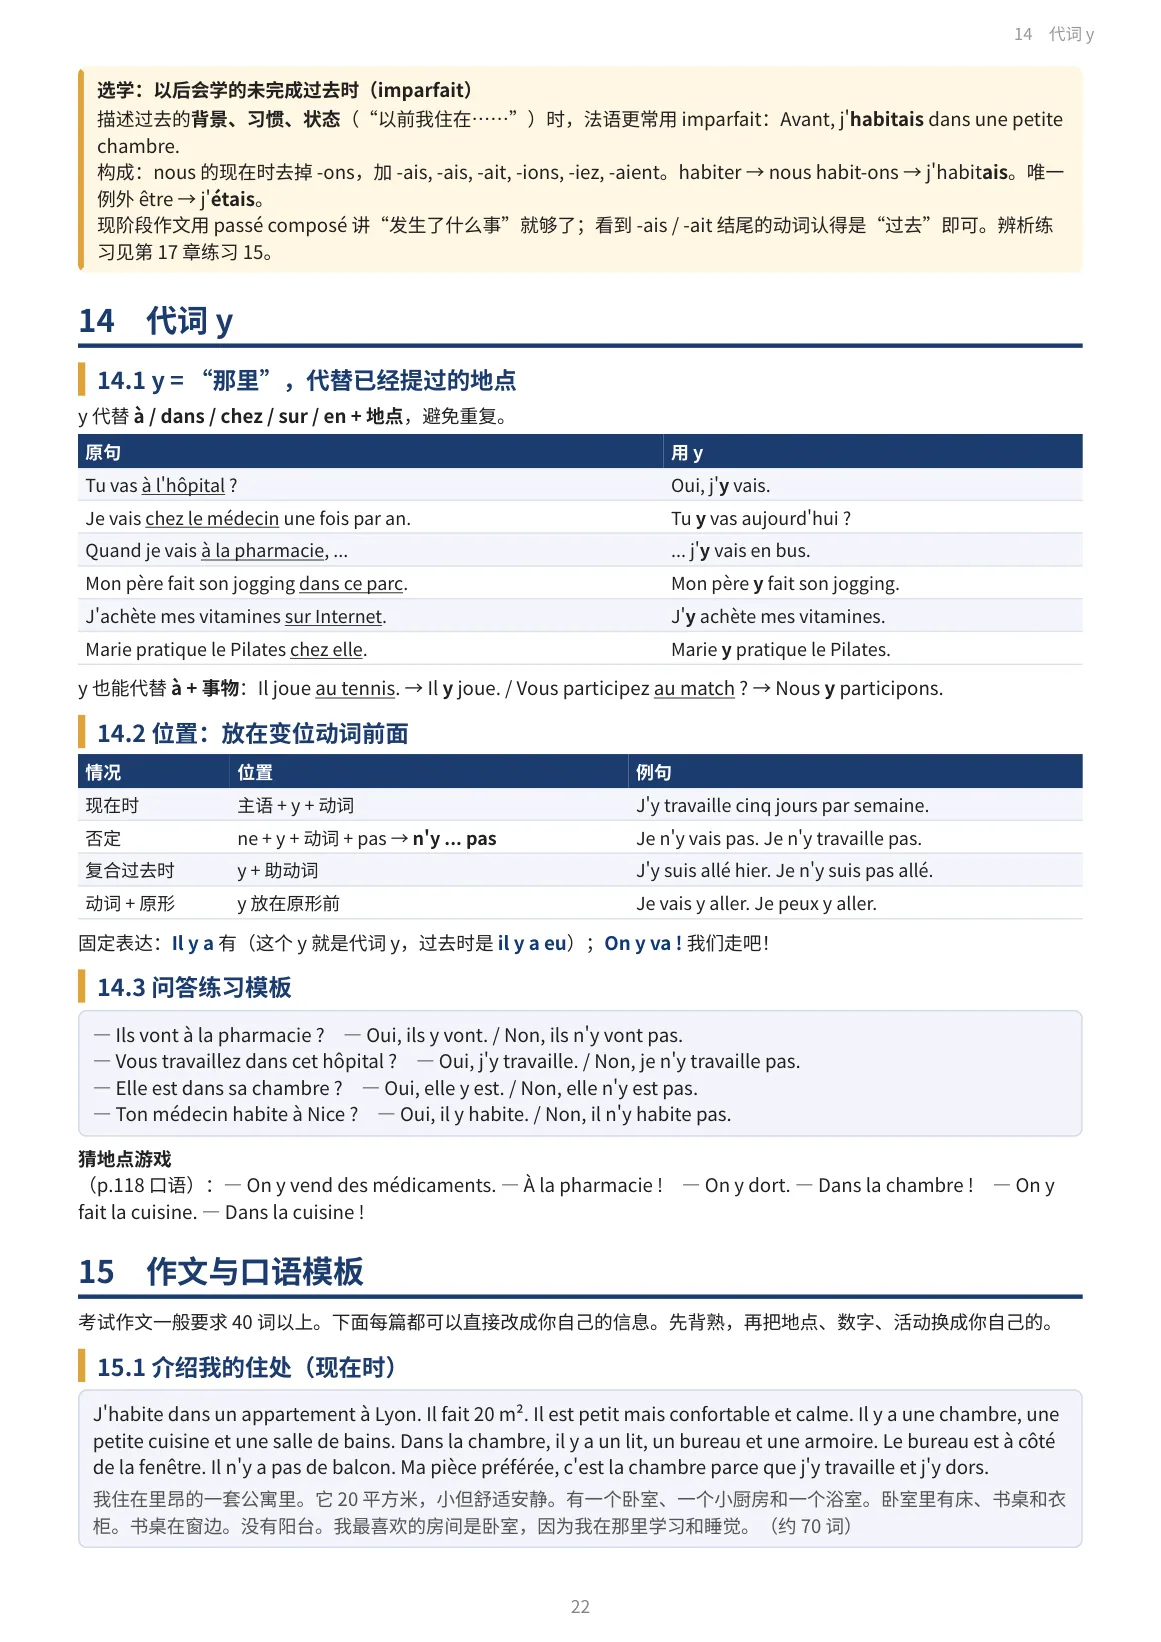 14 代词 y
选学：以后会学的未完成过去时（imparfait）
描述过去的背景、习惯、状态（“以前我住在……”）时，法语更常用 imparfait：Avant, j'habitais dans une petite
chambre.
构成：nous 的现在时去掉 -ons，加 -ais, -ais, -ait, -ions, -iez, -aient。habiter → nous habit-ons → j'habitais。唯一
例外 être → j'étais。
现阶段作文用 passé composé 讲“发生了什么事”就够了；看到 -ais / -ait 结尾的动词认得是“过去”即可。辨析练
习见第 17 章练习 15。
14 代词 y
14.1 y = “那里”，代替已经提过的地点
y 代替 à / dans / chez / sur / en + 地点，避免重复。
原句 用 y
Tu vas à l'hôpital ? Oui, j'y vais.
Je vais chez le médecin une fois par an. Tu y vas aujourd'hui ?
Quand je vais à la pharmacie, ... ... j'y vais en bus.
Mon père fait son jogging dans ce parc. Mon père y fait son jogging.
J'achète mes vitamines sur Internet. J'y achète mes vitamines.
Marie pratique le Pilates chez elle. Marie y pratique le Pilates.
y 也能代替 à + 事物：Il joue au tennis. → Il y joue. / Vous participez au match ? → Nous y participons.
14.2 位置：放在变位动词前面
情况 位置 例句
现在时 主语 + y + 动词 J'y travaille cinq jours par semaine.
否定 ne + y + 动词 + pas → n'y ... pas Je n'y vais pas. Je n'y travaille pas.
复合过去时 y + 助动词 J'y suis allé hier. Je n'y suis pas allé.
动词 + 原形 y 放在原形前 Je vais y aller. Je peux y aller.
固定表达：Il y a 有（这个 y 就是代词 y，过去时是 il y a eu）；On y va ! 我们走吧！
14.3 问答练习模板
— Ils vont à la pharmacie ? — Oui, ils y vont. / Non, ils n'y vont pas.
— Vous travaillez dans cet hôpital ? — Oui, j'y travaille. / Non, je n'y travaille pas.
— Elle est dans sa chambre ? — Oui, elle y est. / Non, elle n'y est pas.
— Ton médecin habite à Nice ? — Oui, il y habite. / Non, il n'y habite pas.
猜地点游戏
（p.118 口语）：— On y vend des médicaments. — À la pharmacie ! — On y dort. — Dans la chambre ! — On y
fait la cuisine. — Dans la cuisine !
15 作文与口语模板
考试作文一般要求 40 词以上。下面每篇都可以直接改成你自己的信息。先背熟，再把地点、数字、活动换成你自己的。
15.1 介绍我的住处（现在时）
J'habite dans un appartement à Lyon. Il fait 20 m². Il est petit mais confortable et calme. Il y a une chambre, une
petite cuisine et une salle de bains. Dans la chambre, il y a un lit, un bureau et une armoire. Le bureau est à côté
de la fenêtre. Il n'y a pas de balcon. Ma pièce préférée, c'est la chambre parce que j'y travaille et j'y dors.
我住在里昂的一套公寓里。它 20 平方米，小但舒适安静。有一个卧室、一个小厨房和一个浴室。卧室里有床、书桌和衣
柜。书桌在窗边。没有阳台。我最喜欢的房间是卧室，因为我在那里学习和睡觉。（约 70 词）
22